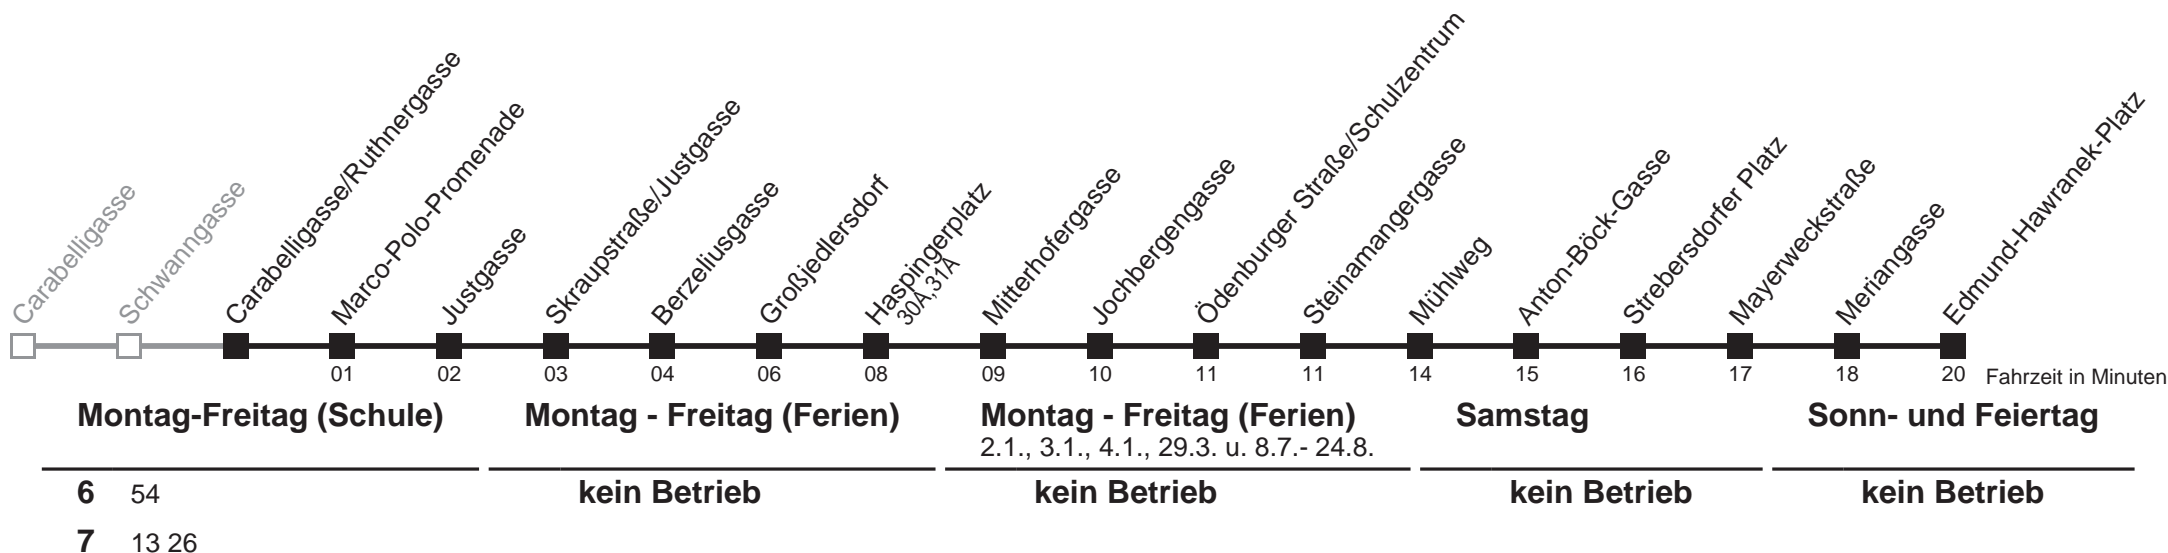 Carabelligasse
Schwanngasse
Carabelligasse/Ruthnergasse
Marco-Polo-Promenade
Justgasse
Skraupstraße/Justgasse
Berzeliusgasse
Großjedlersdorf
Haspingerplatz
30A,31A
Mitterhofergasse
Jochbergengasse
Ödenburger Straße/Schulzentrum
Steinamangergasse
Mühlweg
Anton-Böck-Gasse
Strebersdorfer Platz
Mayerweckstraße
Meriangasse
Edmund-Hawranek-Platz
01 02 03 04 06 08 09 10 11 11 14 15 16 17 18 20 Fahrzeit in Minuten
Montag-Freitag (Schule) Montag - Freitag (Ferien) Montag - Freitag (Ferien) Samstag Sonn- und Feiertag
2.1., 3.1., 4.1., 29.3. u. 8.7.- 24.8.
6 54 kein Betrieb kein Betrieb kein Betrieb kein Betrieb
7 13 26